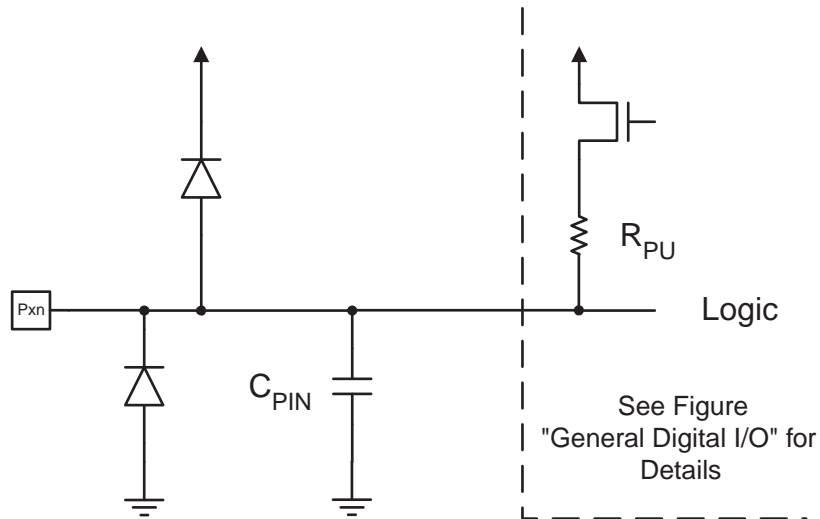 R_PU
Pxn
Logic
C_PIN
See Figure
"General Digital I/O" for
Details